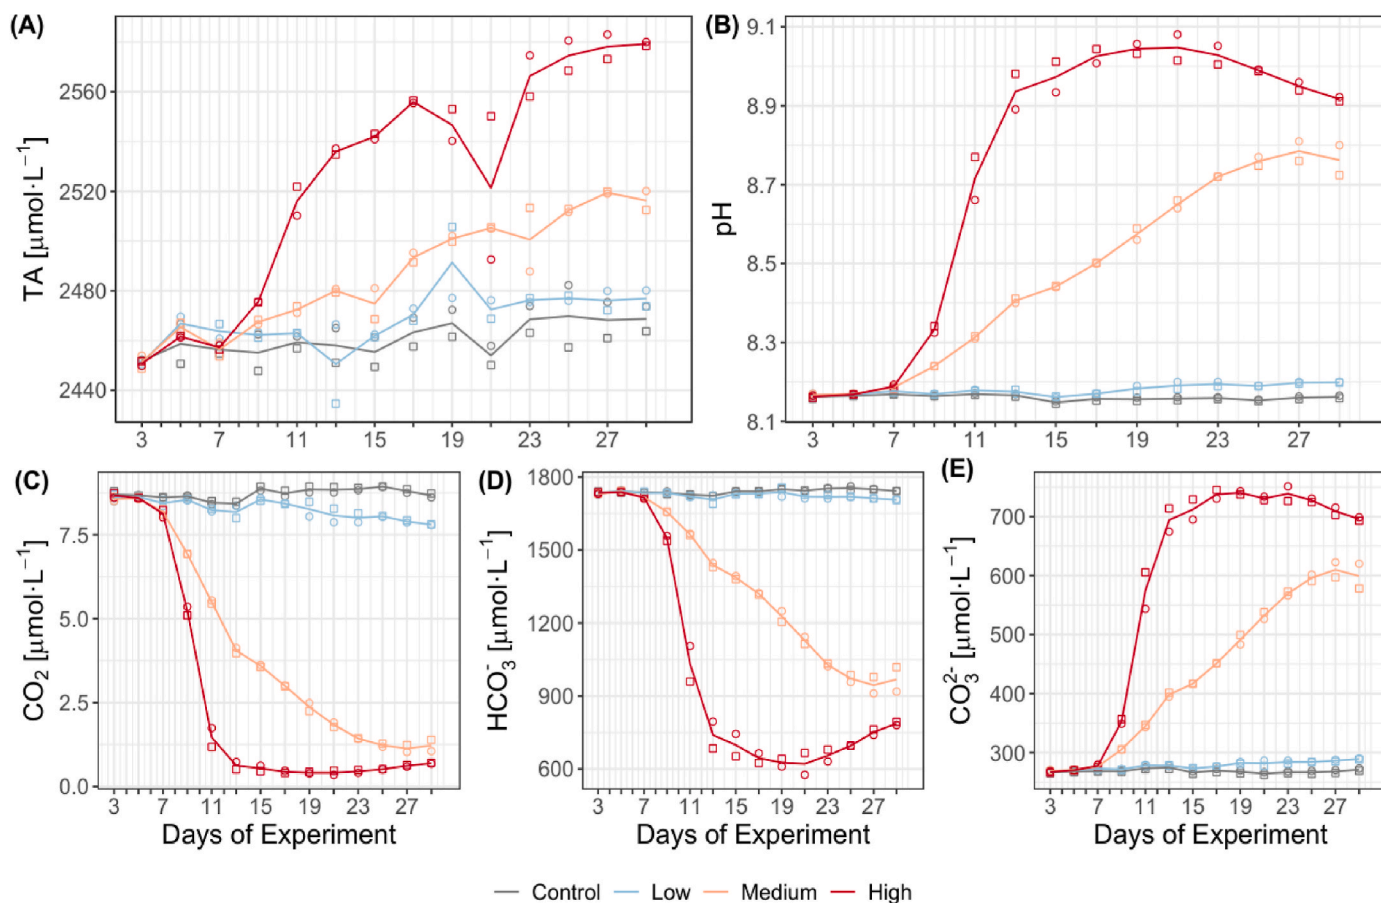 (A)
TA [μmol·L⁻¹]
2560
2520
2480
2440
3 7 11 15 19 23 27
(B)
pH
9.1
8.9
8.7
8.5
8.3
8.1
3 7 11 15 19 23 27
(C)
CO₂ [μmol·L⁻¹]
7.5
5.0
2.5
0.0
3 7 11 15 19 23 27
Days of Experiment
(D)
HCO₃⁻ [μmol·L⁻¹]
1800
1500
1200
900
600
3 7 11 15 19 23 27
Days of Experiment
(E)
CO₃²⁻ [μmol·L⁻¹]
700
600
500
400
300
3 7 11 15 19 23 27
Days of Experiment
Control Low Medium High